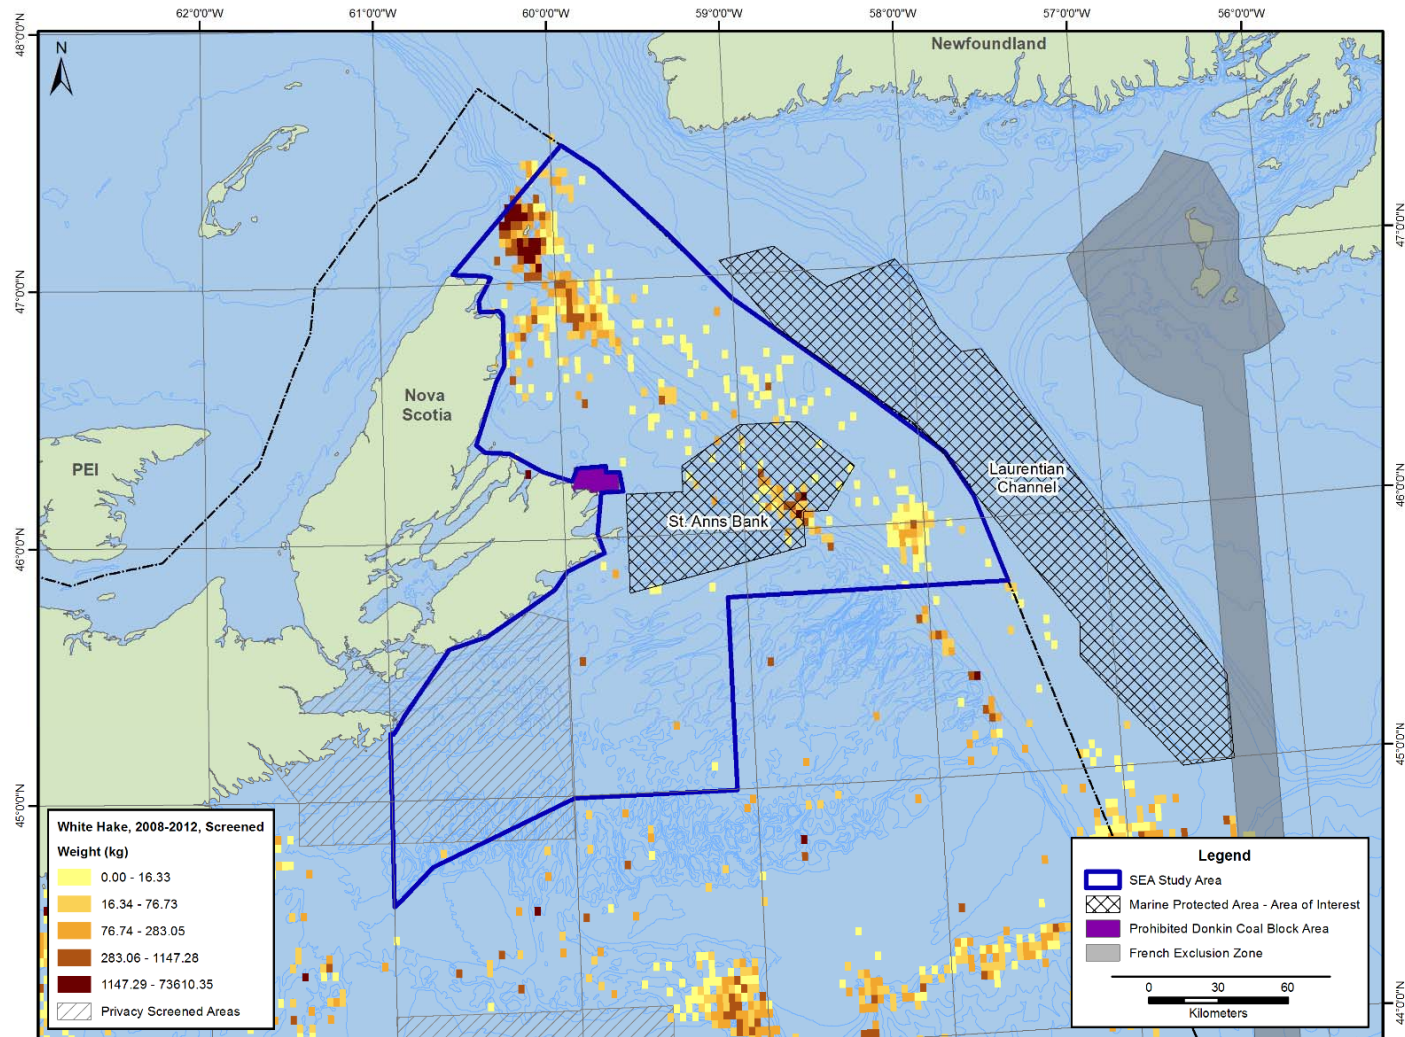 62°0'0"W 61°0'0"W 60°0'0"W 59°0'0"W 58°0'0"W 57°0'0"W 56°0'0"W
48°0'0"N
N
Newfoundland
47°0'0"N
47°0'0"N
Nova
Scotia
PEI
Laurentian
Channel
46°0'0"N
St. Anns Bank
46°0'0"N
45°0'0"N
45°0'0"N
44°0'0"N
White Hake, 2008-2012, Screened
Weight (kg)
0.00 - 16.33
16.34 - 76.73
76.74 - 283.05
283.06 - 1147.28
1147.29 - 73610.35
Privacy Screened Areas
Legend
SEA Study Area
Marine Protected Area - Area of Interest
Prohibited Donkin Coal Block Area
French Exclusion Zone
0 30 60
Kilometers